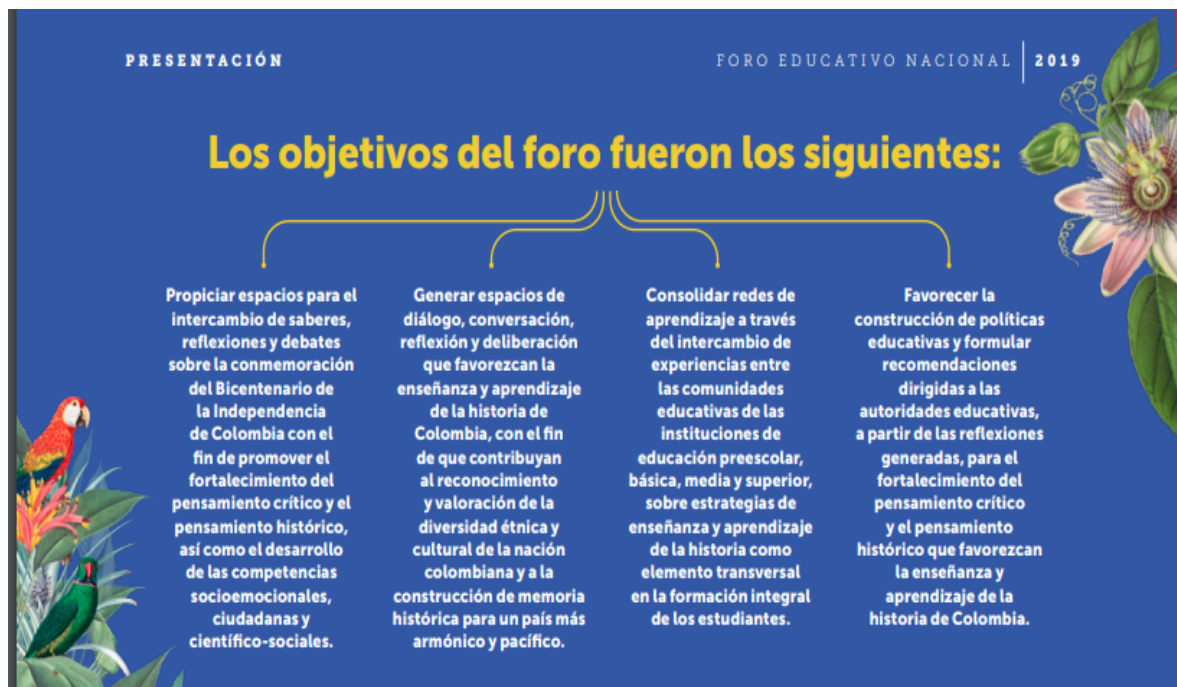 PRESENTACIÓN
FORO EDUCATIVO NACIONAL 2019
Los objetivos del foro fueron los siguientes:
Propiciar espacios para el
intercambio de saberes,
reflexiones y debates
sobre la conmemoración
del Bicentenario de
la Independencia
de Colombia con el
fin de promover el
fortalecimiento del
pensamiento crítico y el
pensamiento histórico,
así como el desarrollo
de las competencias
socioemocionales,
ciudadanas y
científico-sociales.
Generar espacios de
diálogo, conversación,
reflexión y deliberación
que favorezcan la
enseñanza y aprendizaje
de la historia de
Colombia, con el fin
de que contribuyan
al reconocimiento
y valoración de la
diversidad étnica y
cultural de la nación
colombiana y a la
construcción de memoria
histórica para un país más
armónico y pacífico.
Consolidar redes de
aprendizaje a través
del intercambio de
experiencias entre
las comunidades
educativas de las
instituciones de
educación preescolar,
básica, media y superior,
sobre estrategias de
enseñanza y aprendizaje
de la historia como
elemento transversal
en la formación integral
de los estudiantes.
Favorecer la
construcción de políticas
educativas y formular
recomendaciones
dirigidas a las
autoridades educativas,
a partir de las reflexiones
generadas, para el
fortalecimiento del
pensamiento crítico
y el pensamiento
histórico que favorezcan
la enseñanza y
aprendizaje de la
historia de Colombia.